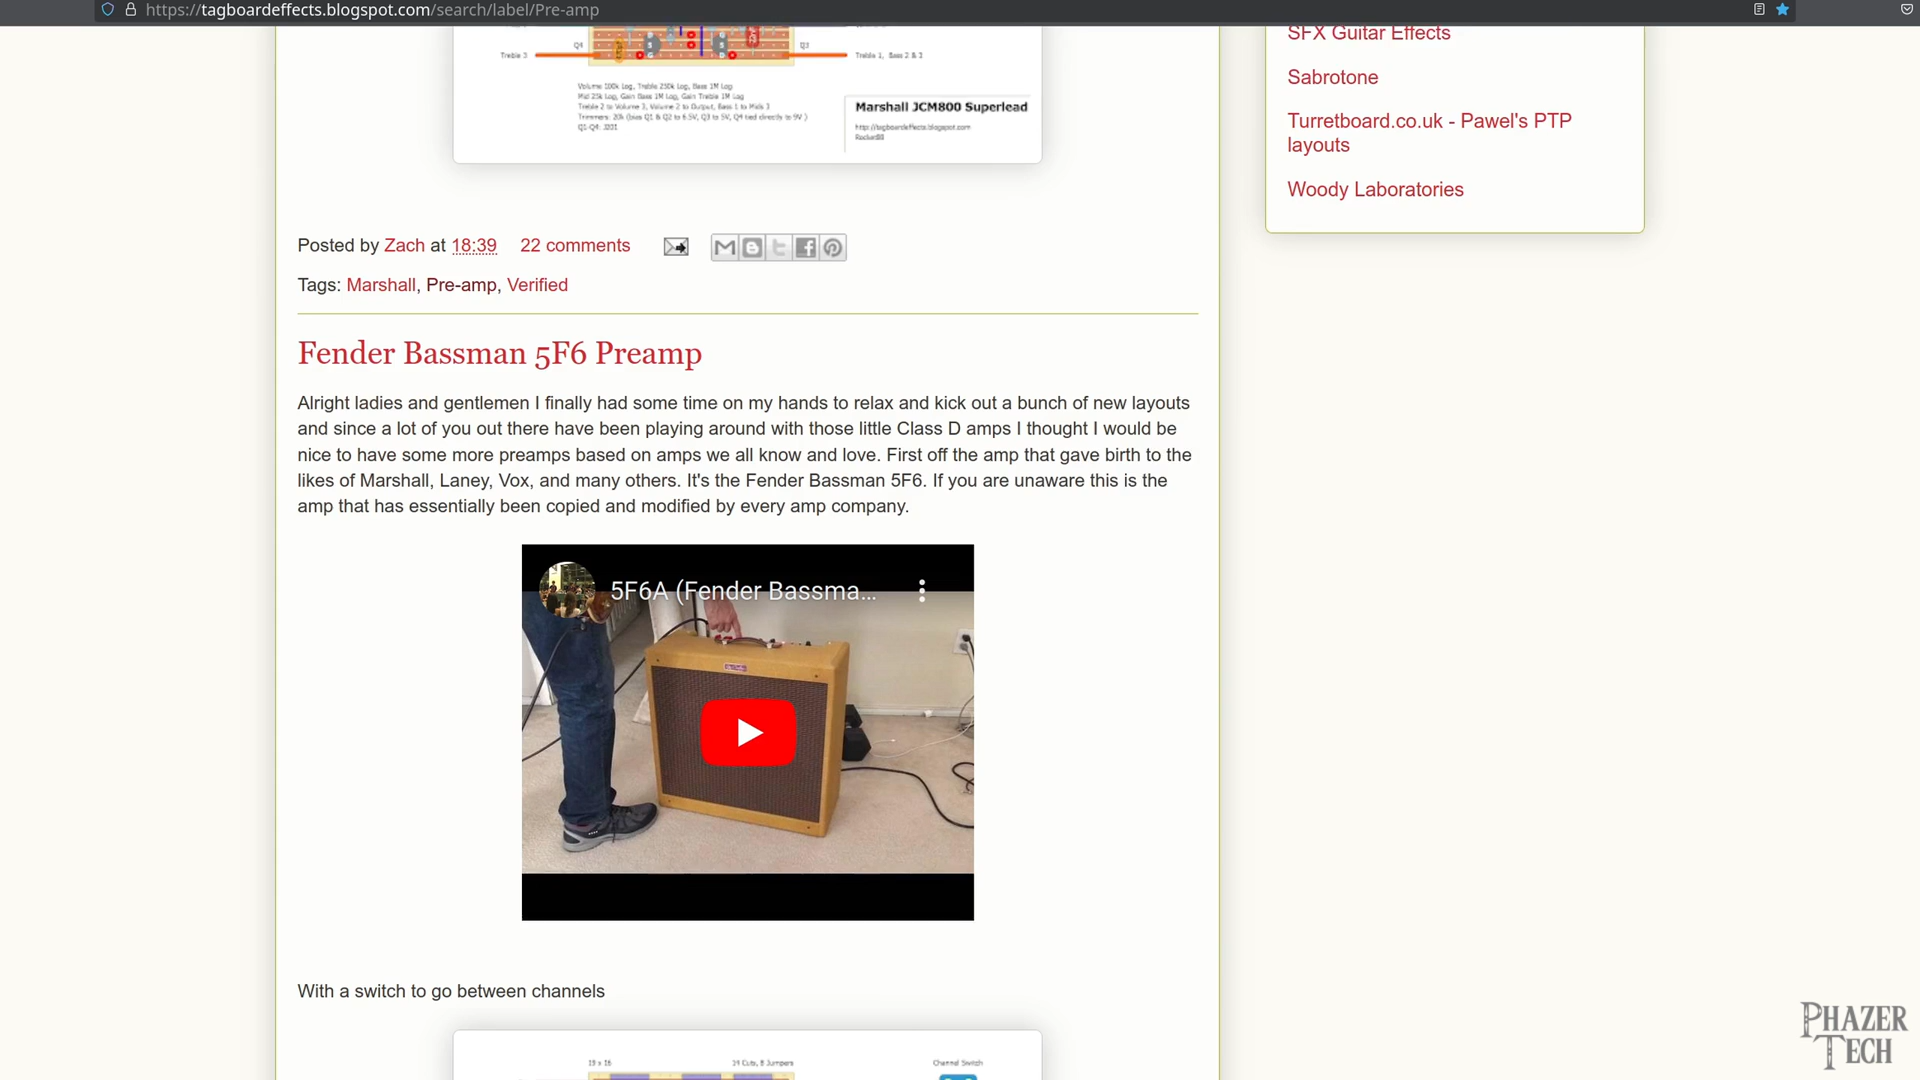 https://tagboardeffects.blogspot.com/search/label/Pre-amp
Q4
Q3
Treble 3
Treble 1, Bass 2 & 3
Volume 100k Log, Treble 250k Log, Bass 1M Log
Mid 25k Log, Gain Bass 1M Log, Gain Treble 1M Log
Treble 2 to Volume 3, Volume 2 to Output, Bass 1 to Mids 3
Trimmers: 20k (bias Q1 & Q2 to 6.5V, Q3 to 5V, Q4 tied directly to 9V )
Q1-Q4: J201
Marshall JCM800 Superlead
http://tagboardeffects.blogspot.com
Rockard88
SFX Guitar Effects
Sabrotone
Turretboard.co.uk - Pawel's PTP
layouts
Woody Laboratories
Posted by Zach at 18:39 22 comments
Tags: Marshall, Pre-amp, Verified
Fender Bassman 5F6 Preamp
Alright ladies and gentlemen I finally had some time on my hands to relax and kick out a bunch of new layouts
and since a lot of you out there have been playing around with those little Class D amps I thought I would be
nice to have some more preamps based on amps we all know and love. First off the amp that gave birth to the
likes of Marshall, Laney, Vox, and many others. It's the Fender Bassman 5F6. If you are unaware this is the
amp that has essentially been copied and modified by every amp company.
5F6A (Fender Bassma...
With a switch to go between channels
19 x 16
14 Cuts, 8 Jumpers
Channel Switch
PHAZER
TECH